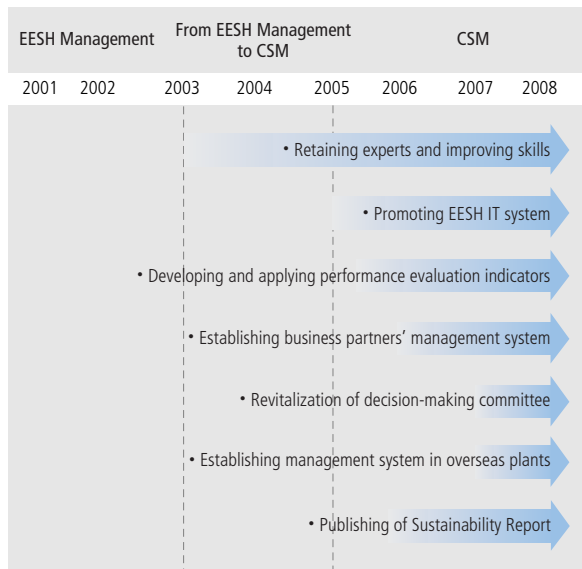 EESH Management
From EESH Management
to CSM
CSM
2001 2002 2003 2004 2005 2006 2007 2008
• Retaining experts and improving skills
• Promoting EESH IT system
• Developing and applying performance evaluation indicators
• Establishing business partners’ management system
• Revitalization of decision-making committee
• Establishing management system in overseas plants
• Publishing of Sustainability Report